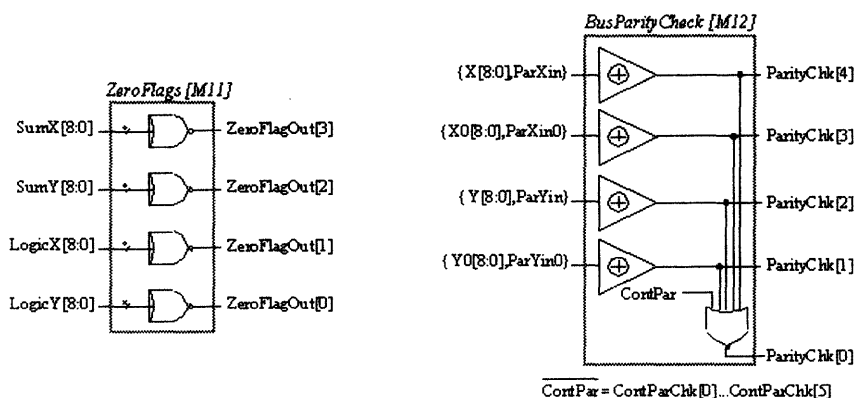 ZeroFlags [M11]
SumX[8:0]
ZeroFlagOut[3]
SumY[8:0]
ZeroFlagOut[2]
LogicX[8:0]
ZeroFlagOut[1]
LogicY[8:0]
ZeroFlagOut[0]
BusParityCheck [M12]
{X[8:0],ParXin}
ParityChk[4]
{X0[8:0],ParXin0}
ParityChk[3]
{Y[8:0],ParYin}
ParityChk[2]
{Y0[8:0],ParYin0}
ParityChk[1]
ContPar
ParityChk[0]
ContPar = ContParChk[0]...ContParChk[5]